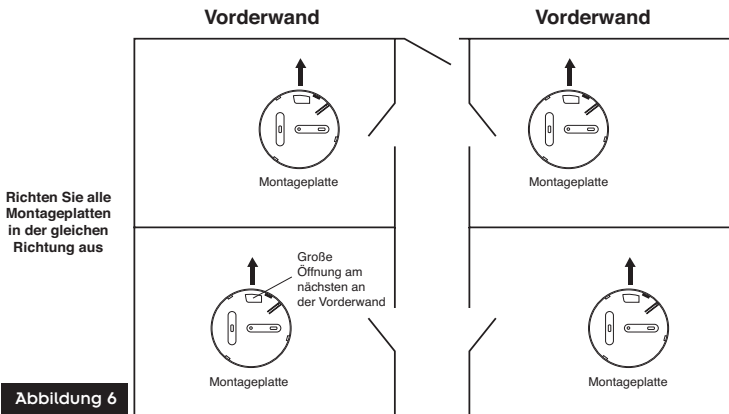 Vorderwand
Vorderwand
Montageplatte
Montageplatte
Richten Sie alle
Montageplatten
in der gleichen
Richtung aus
Große
Öffnung am
nächsten an
der Vorderwand
Montageplatte
Montageplatte
Abbildung 6